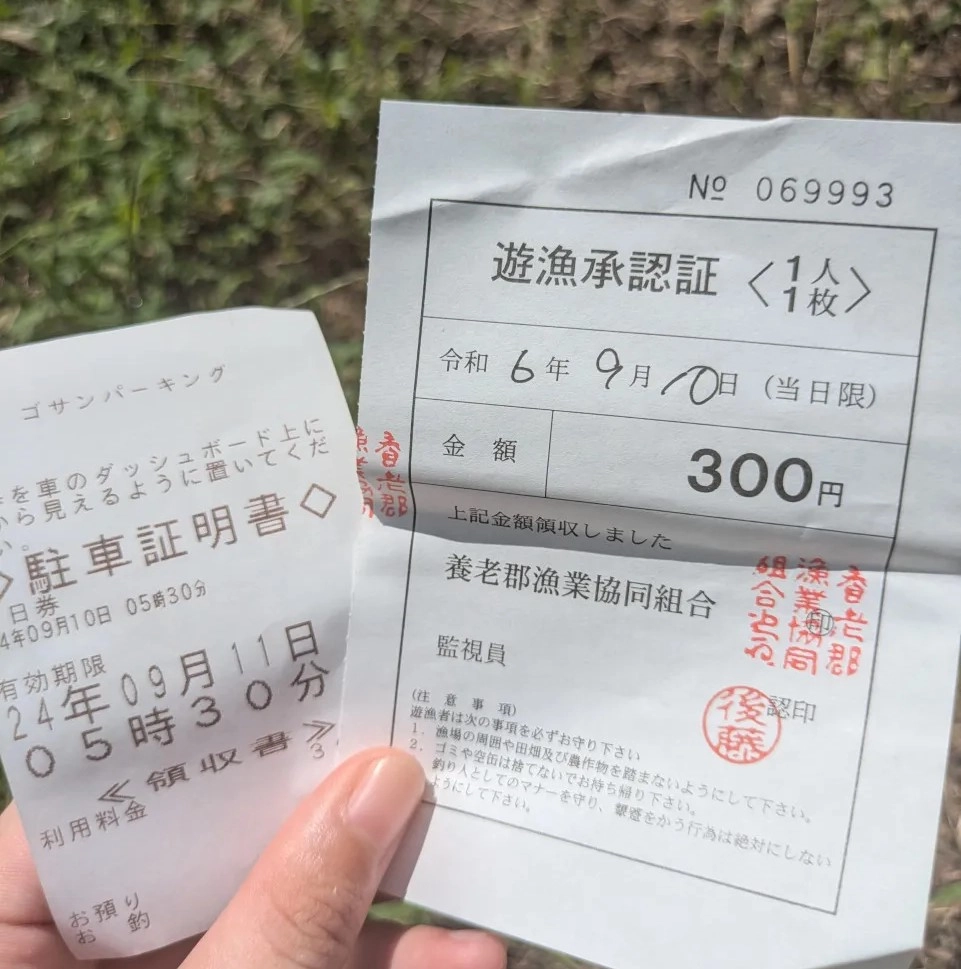 ゴサンパーキング
を車のダッシュボード上に
から見えるように置いてくだ
い。
駐車証明書◇
日券
4年09月10日 05時30分
有効期限
24年09月11日
05時30分
≪領収書≫
3
利用料金
お預り
お 釣
№ 069993
遊漁承認証〈1人1枚〉
令和6年9月10日(当日限)
金 額 300円
上記金額領収しました
養老郡漁業協同組合
養老郡
漁業協同
組合之印
印
監視員
後藤
認印
(注 意 事 項)
遊漁者は次の事項を必ずお守り下さい
1. 漁場の周囲や田畑及び農作物を踏まないようにして下さい。
2. ゴミや空缶は捨てないでお持ち帰り下さい。
釣り人としてのマナーを守り、顰蹙をかう行為は絶対にしない
ようにして下さい。